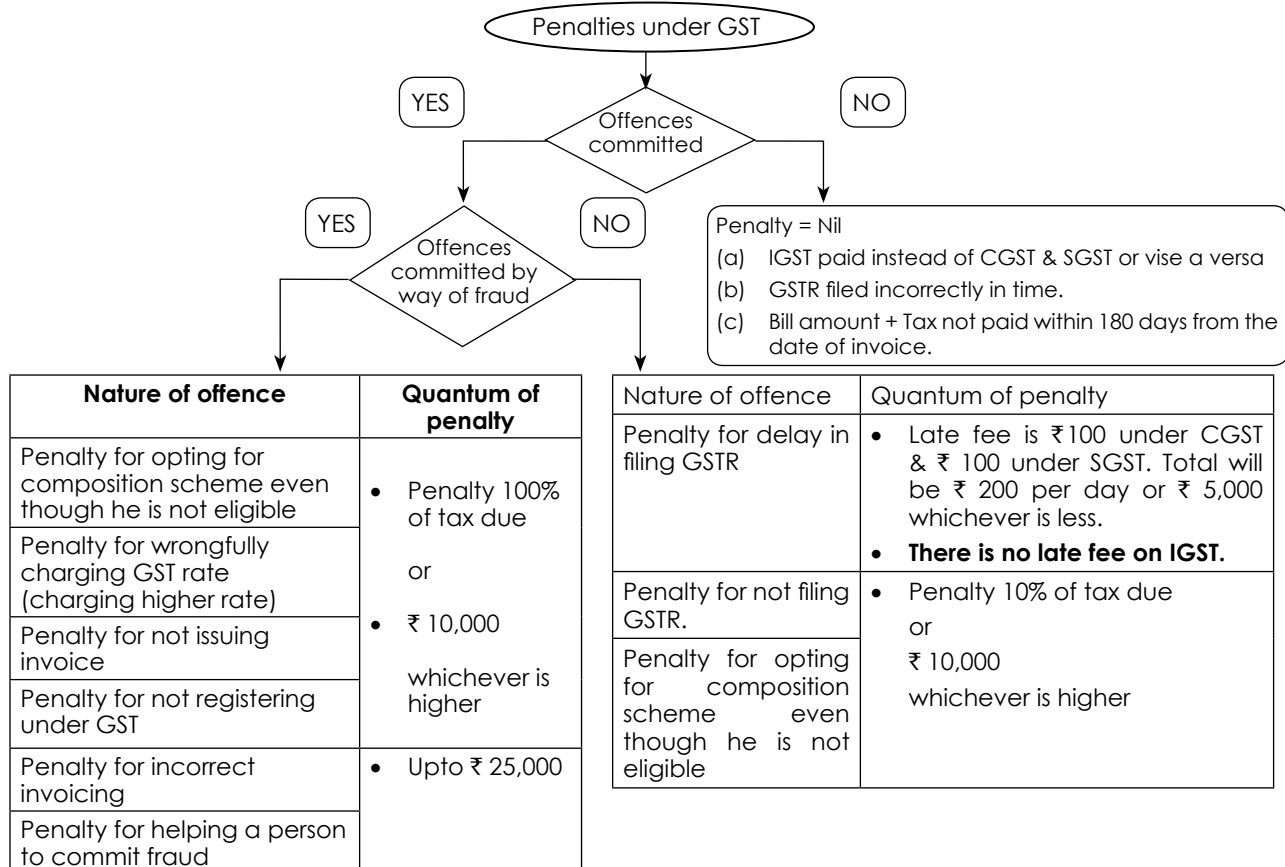 Penalties under GST
YES
NO
Offences
committed
YES
NO
Offences
committed by
way of fraud
Penalty = Nil
(a) IGST paid instead of CGST & SGST or vise a versa
(b) GSTR filed incorrectly in time.
(c) Bill amount + Tax not paid within 180 days from the
date of invoice.
Nature of offence
Quantum of
penalty
Penalty for opting for
composition scheme even
though he is not eligible
Penalty for wrongfully
charging GST rate
(charging higher rate)
Penalty for not issuing
invoice
Penalty for not registering
under GST
• Penalty 100%
of tax due
or
• ₹ 10,000
whichever is
higher
Penalty for incorrect
invoicing
Penalty for helping a person
to commit fraud
• Upto ₹ 25,000
Nature of offence
Quantum of penalty
Penalty for delay in
filing GSTR
• Late fee is ₹100 under CGST
& ₹ 100 under SGST. Total will
be ₹ 200 per day or ₹ 5,000
whichever is less.
• There is no late fee on IGST.
Penalty for not filing
GSTR.
Penalty for opting
for composition
scheme even
though he is not
eligible
• Penalty 10% of tax due
or
₹ 10,000
whichever is higher